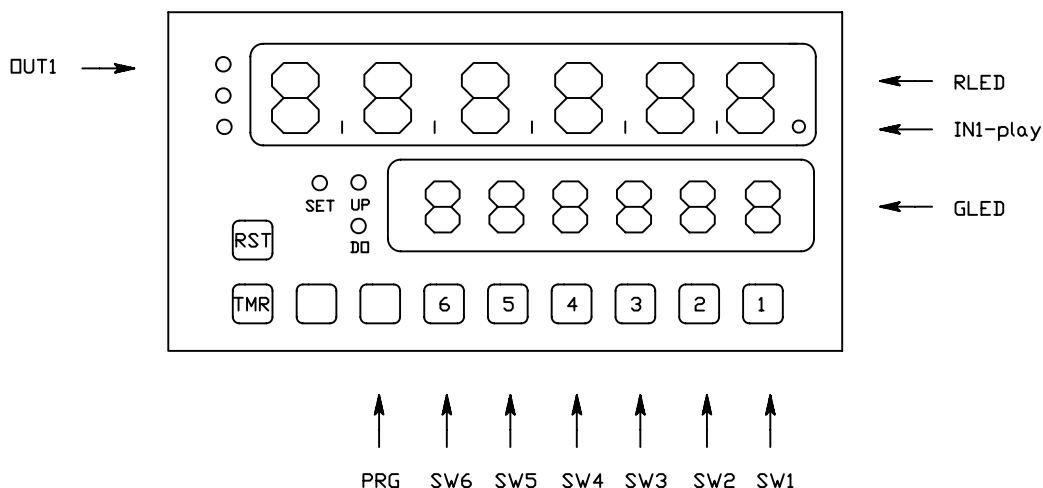 OUT1
RLED
IN1-play
SET UP
GLED
DO
RST
TMR 6 5 4 3 2 1
PRG SW6 SW5 SW4 SW3 SW2 SW1